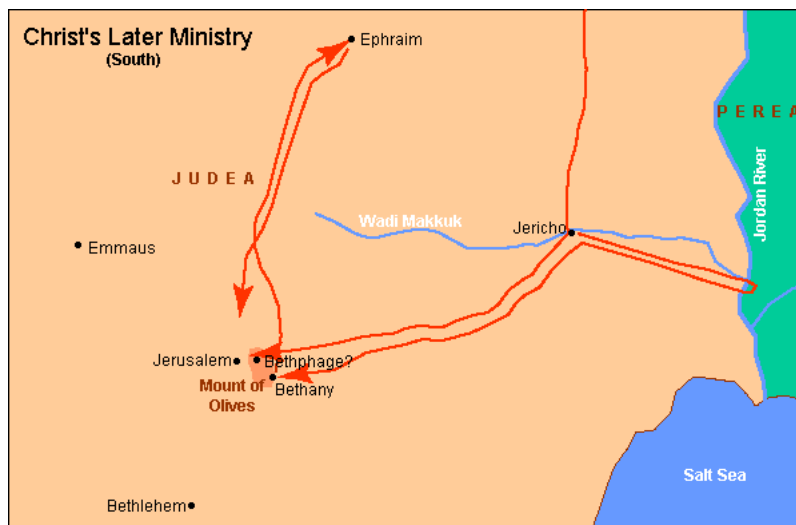 Christ's Later Ministry
(South)
Ephraim
PEREA
JUDEA
Jordan River
Wadi Makkuk
Jericho
Emmaus
Jerusalem
Bethphage?
Mount of
Olives
Bethany
Salt Sea
Bethlehem